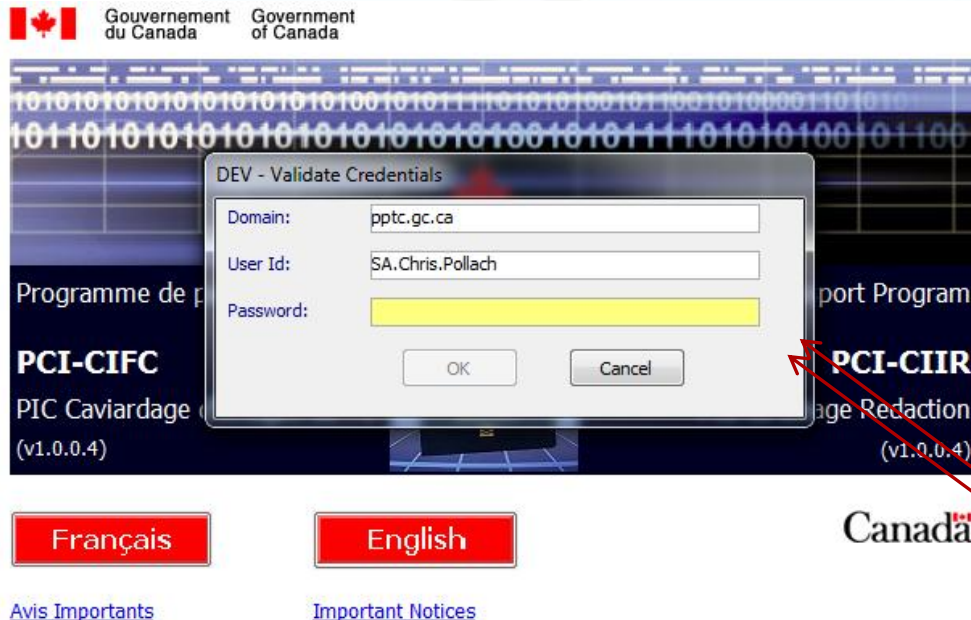 Gouvernement Government
du Canada of Canada
DEV - Validate Credentials
Domain: pptc.gc.ca
User Id: SA.Chris.Pollach
Password:
OK Cancel
Programme de port Program
PCI-CIFC PCI-CIIR
PIC Caviardage age Redaction
(v1.0.0.4) (v1.0.0.4)
Français English
Canada
Avis Importants Important Notices